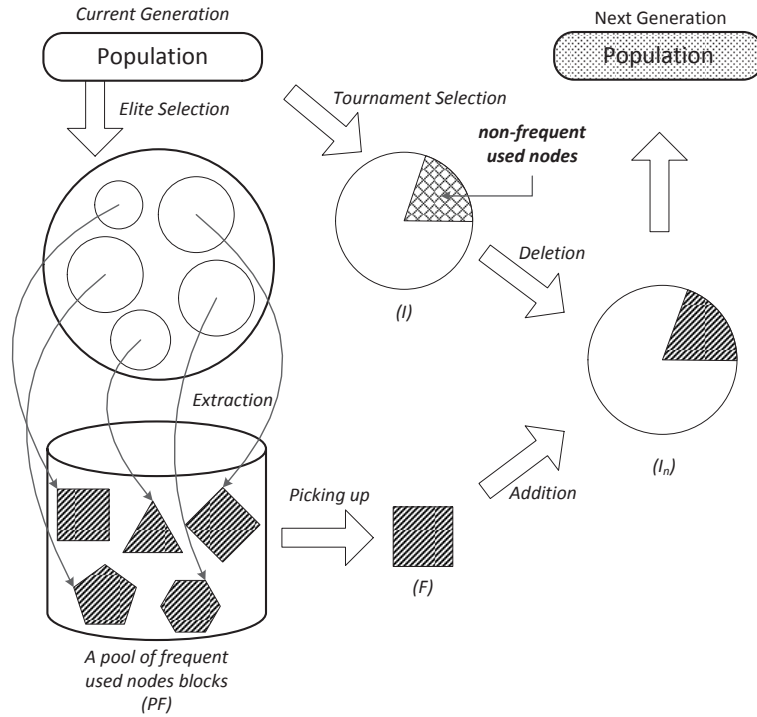 Current Generation
Population
Elite Selection
Tournament Selection
non-frequent
used nodes
(I)
Next Generation
Population
Deletion
(Iₙ)
Extraction
Picking up
(F)
Addition
A pool of frequent
used nodes blocks
(PF)